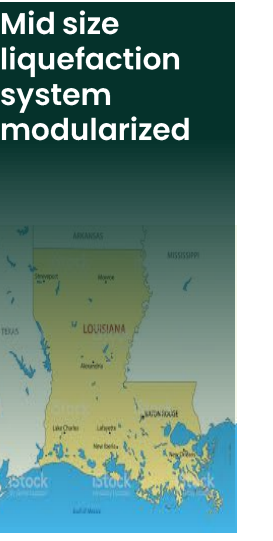 Mid size
liquefaction
system
modularized
ARKANSAS
MISSISSIPPI
Shreveport
Monroe
TEXAS
LOUISIANA
Alexandria
BATON ROUGE
Lake Charles
Lafayette
New Iberia
New Orleans
iStock
iStock
iStock
Gulf of Mexico